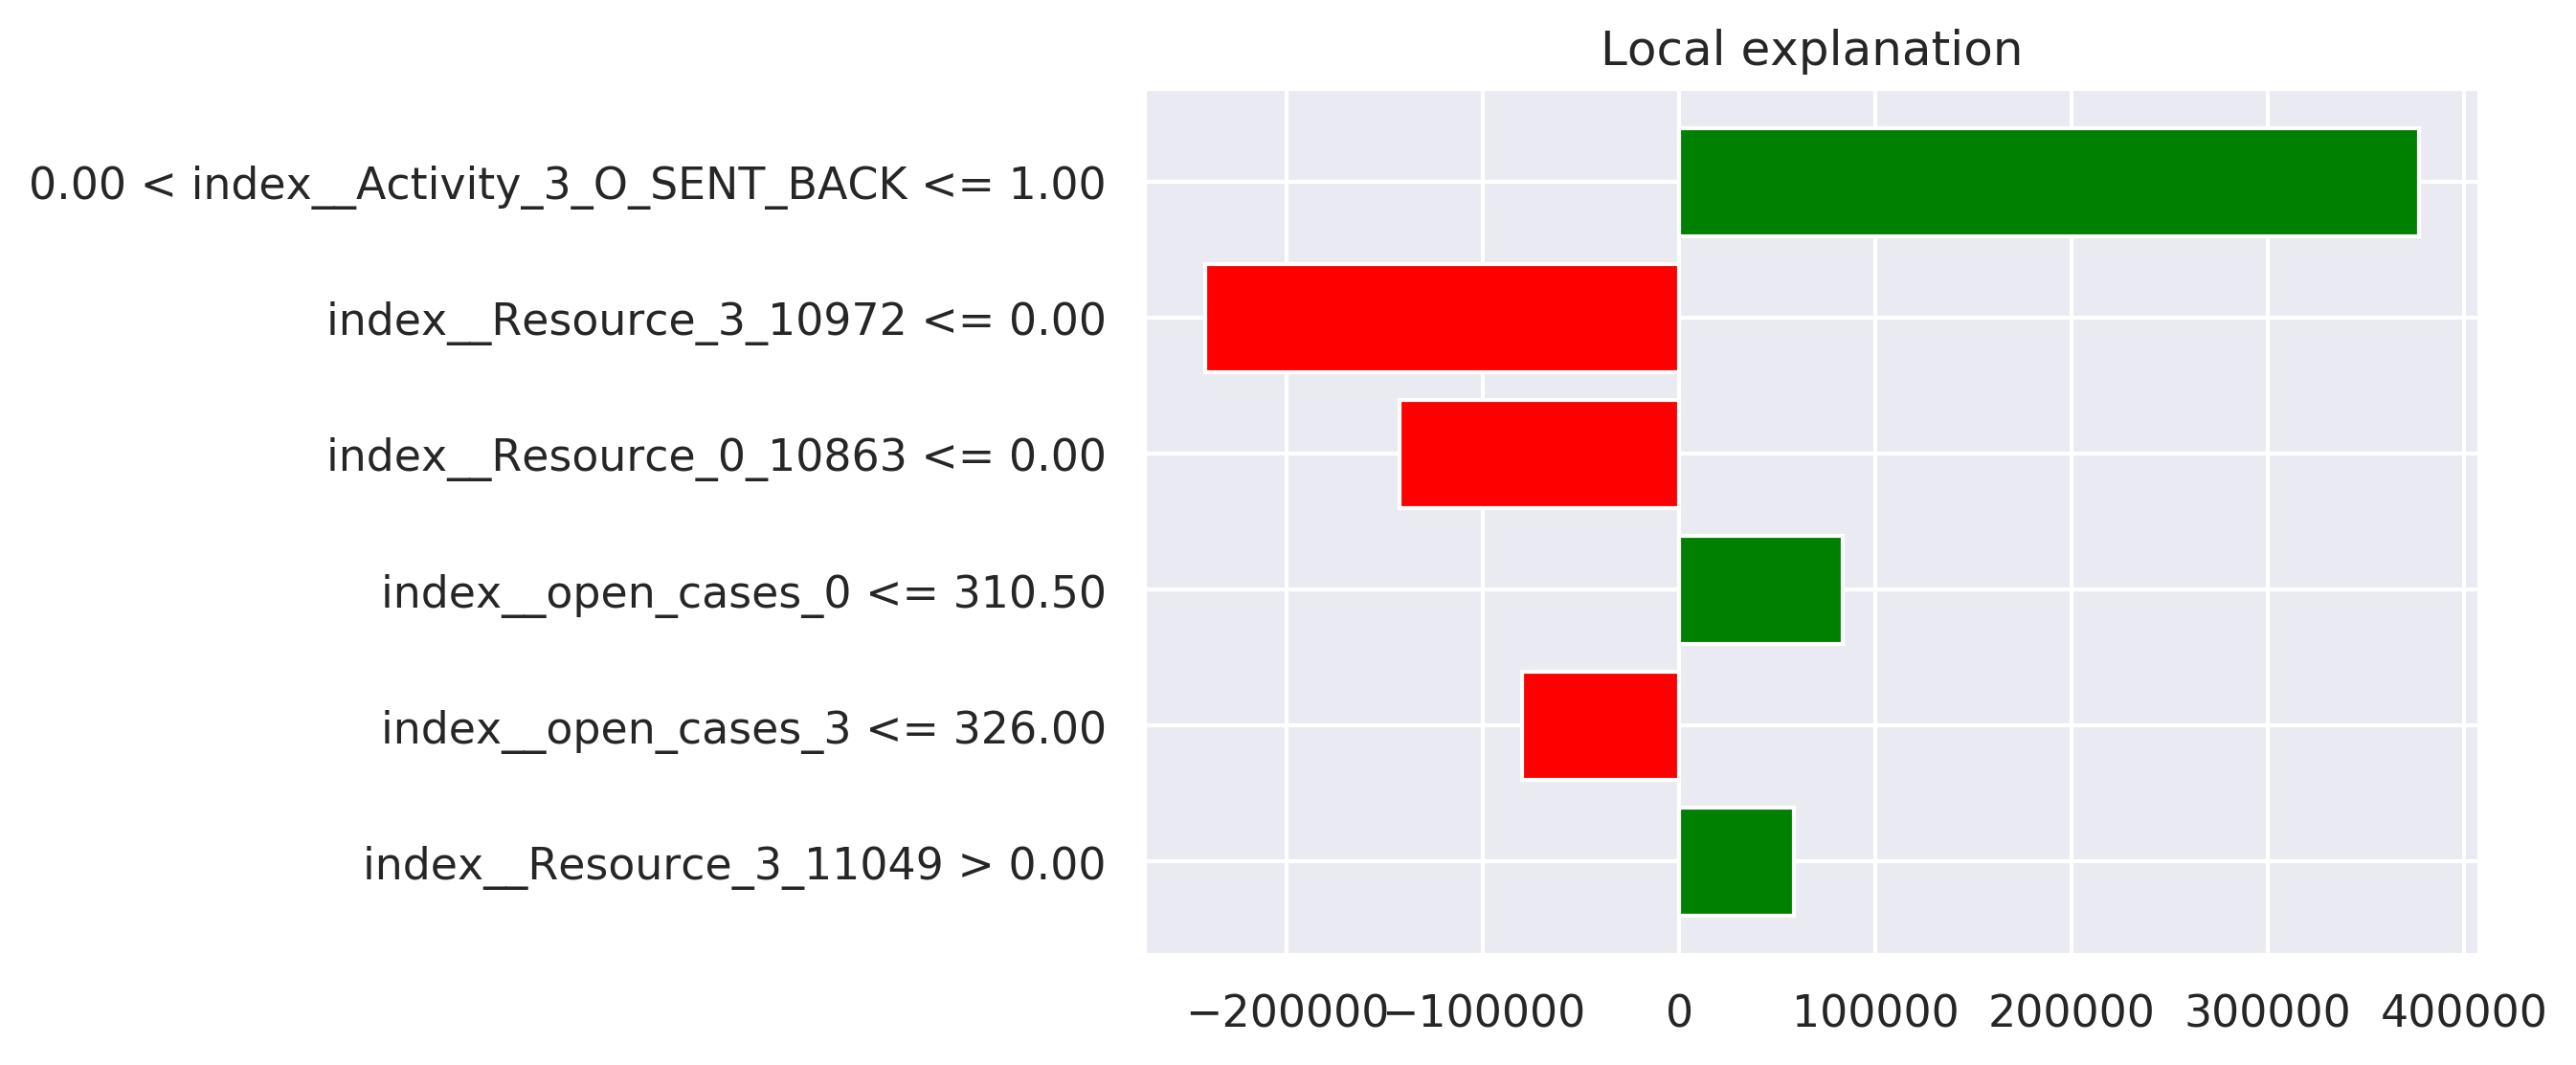 Local explanation
0.00 < index__Activity_3_O_SENT_BACK <= 1.00
index__Resource_3_10972 <= 0.00
index__Resource_0_10863 <= 0.00
index__open_cases_0 <= 310.50
index__open_cases_3 <= 326.00
index__Resource_3_11049 > 0.00
−200000 −100000 0 100000 200000 300000 400000